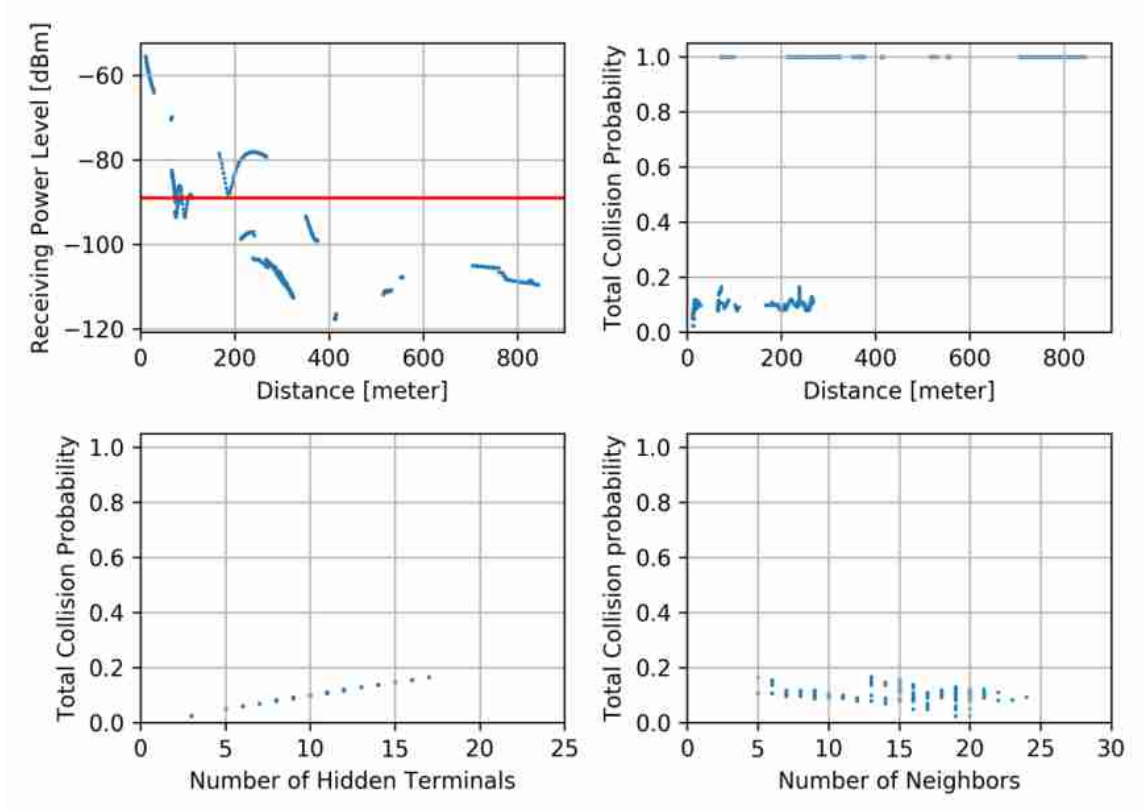 Receiving Power Level [dBm]
−60
−80
−100
−120
0 200 400 600 800
Distance [meter]
Total Collision Probability
1.0
0.8
0.6
0.4
0.2
0.0
0 200 400 600 800
Distance [meter]
Total Collision Probability
1.0
0.8
0.6
0.4
0.2
0.0
0 5 10 15 20 25
Number of Hidden Terminals
Total Collision probability
1.0
0.8
0.6
0.4
0.2
0.0
0 5 10 15 20 25 30
Number of Neighbors